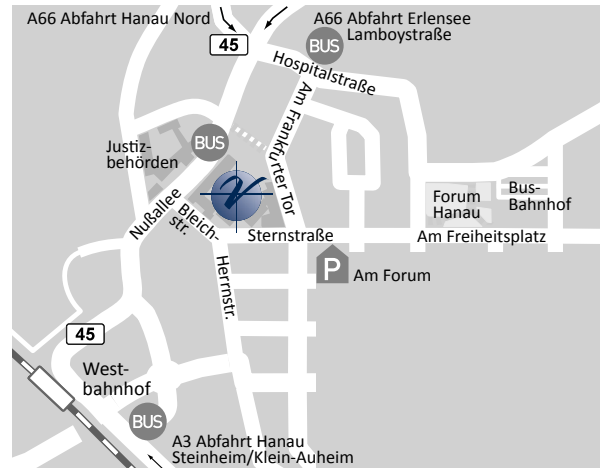 A66 Abfahrt Hanau Nord
A66 Abfahrt Erlensee
Lamboystraße
45
BUS
Hospitalstraße
Am Frankfurter Tor
BUS
Justiz-
behörden
Nußallee
Bleich-
str.
Forum
Hanau
Bus-
Bahnhof
Sternstraße
Am Freiheitsplatz
Herrnstr.
P
Am Forum
45
West-
bahnhof
BUS
A3 Abfahrt Hanau
Steinheim/Klein-Auheim